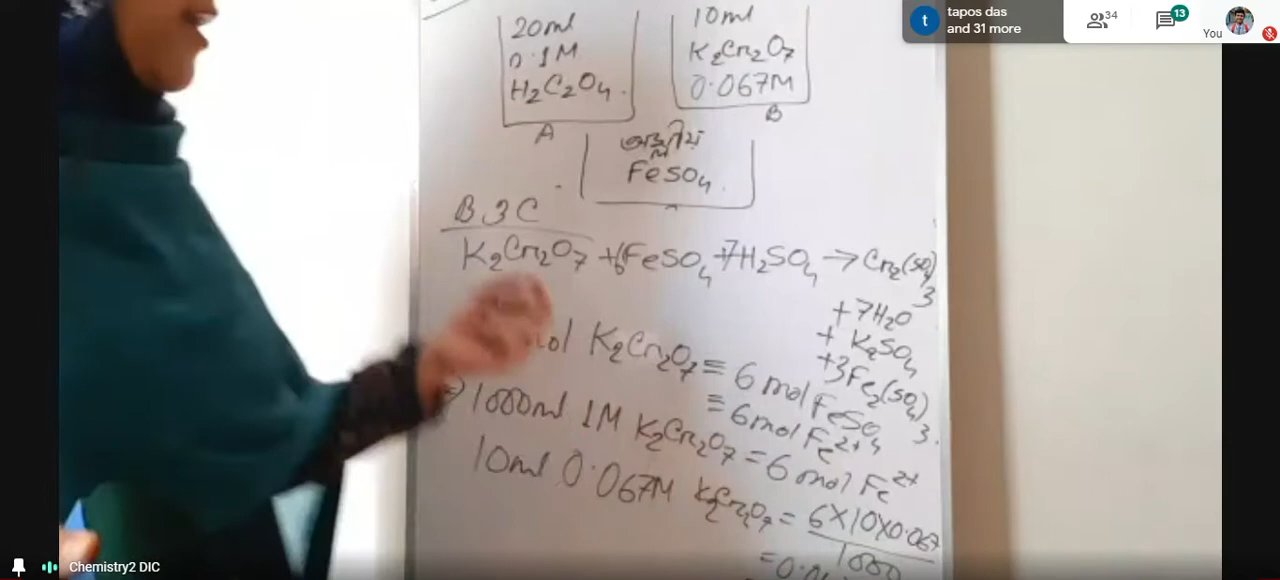 tapos das
and 31 more
34
13
You
20ml
0.1M
H2C2O4.
A
10ml
K2Cr2O7
0.067M
B
অম্লীয়
FeSO4.
B ও C
K2Cr2O7 + 6FeSO4 + 7H2SO4 → Cr2(SO4)3
+ 7H2O
+ K2SO4
+ 3Fe2(SO4)3.
mol K2Cr2O7 ≡ 6 mol FeSO4
≡ 6 mol Fe2+
1000ml 1M K2Cr2O7 = 6 mol Fe2+
10ml 0.067M K2Cr2O7 = 6×10×0.067
1000
Chemistry2 DIC